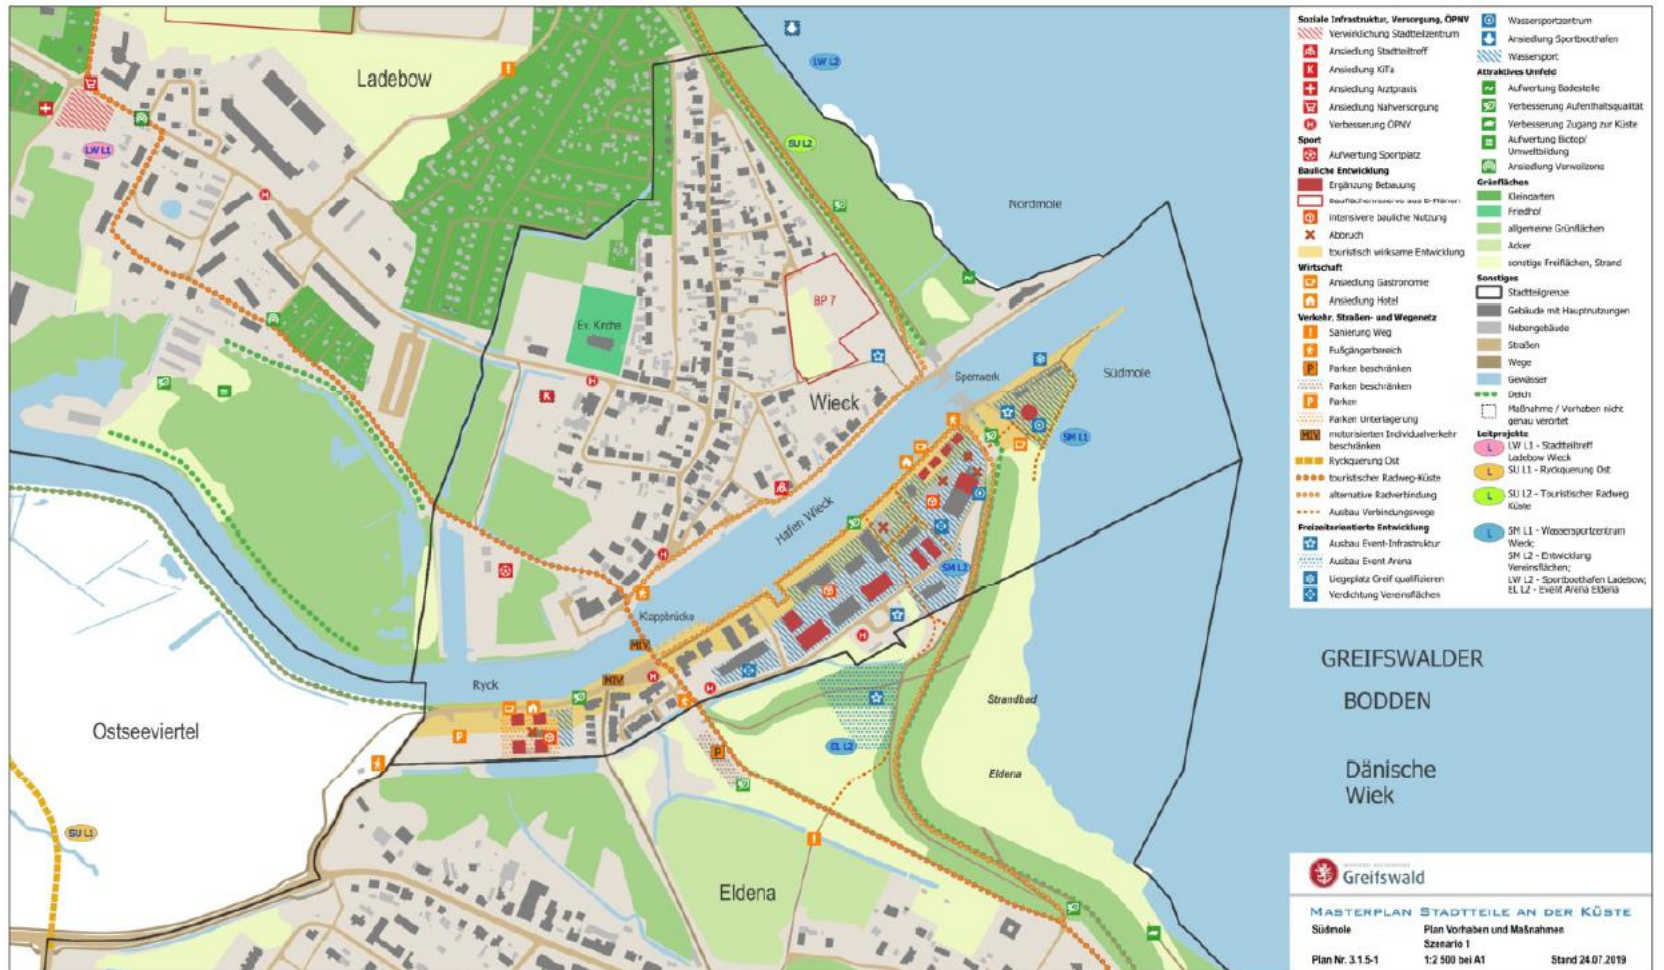 Ladebow
LW L1
LW L2
SU L2
Nordmole
BP 7
Ev. Kirche
Wieck
Sperrwerk
Südmole
SM L1
Hafen Wieck
SM L2
Klappbrücke
MIV
MIV
Ryck
Ostseeviertel
P
P
Strandbad
EL L2
Eldena
SU L1
Eldena
GREIFSWALDER
BODDEN
Dänische
Wiek
Soziale Infrastruktur, Versorgung, ÖPNV
Verwirklichung Stadtteilzentrum
Ansiedlung Stadtteiltreff
K Ansiedlung KiTa
Ansiedlung Arztpraxis
Ansiedlung Nahversorgung
H Verbesserung ÖPNV
Sport
Aufwertung Sportplatz
Bauliche Entwicklung
Ergänzung Bebauung
Bauflächenreserve aus B-Plänen
Intensivere bauliche Nutzung
Abbruch
touristisch wirksame Entwicklung
Wirtschaft
Ansiedlung Gastronomie
Ansiedlung Hotel
Verkehr, Straßen- und Wegenetz
Sanierung Weg
Fußgängerbereich
P Parken beschränken
Parken beschränken
P Parken
Parken Unterlagerung
MIV motorisierten Individualverkehr
beschränken
Ryckquerung Ost
touristischer Radweg-Küste
alternative Radverbindung
Ausbau Verbindungswege
Freizeitorientierte Entwicklung
Ausbau Event-Infrastruktur
Ausbau Event Arena
Liegeplatz Greif qualifizieren
Verdichtung Vereinsflächen
Wassersportzentrum
Ansiedlung Sportboothafen
Wassersport
Attraktives Umfeld
Aufwertung Badestelle
Verbesserung Aufenthaltsqualität
Verbesserung Zugang zur Küste
Aufwertung Biotop/
Umweltbildung
Ansiedlung Verweilzone
Grünflächen
Kleingärten
Friedhof
allgemeine Grünflächen
Acker
sonstige Freiflächen, Strand
Sonstiges
Stadtteilgrenze
Gebäude mit Hauptnutzungen
Nebengebäude
Straßen
Wege
Gewässer
Deich
Maßnahme / Vorhaben nicht
genau verortet
Leitprojekte
L LW L1 - Stadtteiltreff
Ladebow Wieck
L SU L1 - Ryckquerung Ost
L SU L2 - Touristischer Radweg
Küste
L SM L1 - Wassersportzentrum
Wieck;
SM L2 - Entwicklung
Vereinsflächen;
LW L2 - Sportboothafen Ladebow;
EL L2 - Event Arena Eldena
Greifswald
MASTERPLAN STADTTEILE AN DER KÜSTE
Südmole Plan Vorhaben und Maßnahmen
Szenario 1
Plan Nr. 3.1.5-1 1:2 500 bei A1 Stand 24.07.2019